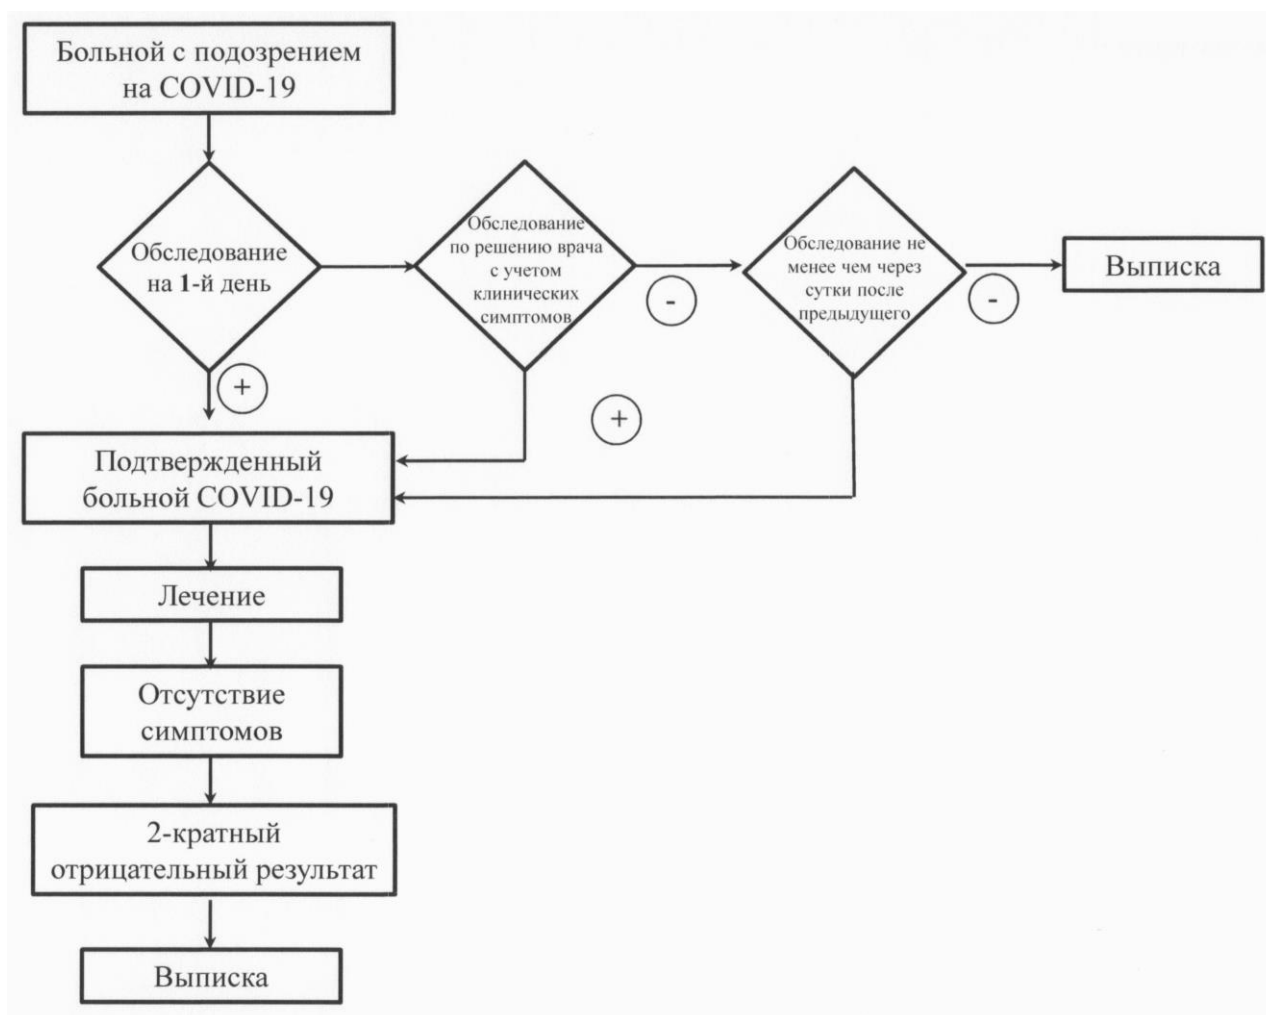 Больной с подозрением
на COVID-19
Обследование
на 1-й день
Обследование
по решению врача
с учетом
клинических
симптомов
-
Обследование не
менее чем через
сутки после
предыдущего
-
Выписка
+
+
Подтвержденный
больной COVID-19
Лечение
Отсутствие
симптомов
2-кратный
отрицательный результат
Выписка